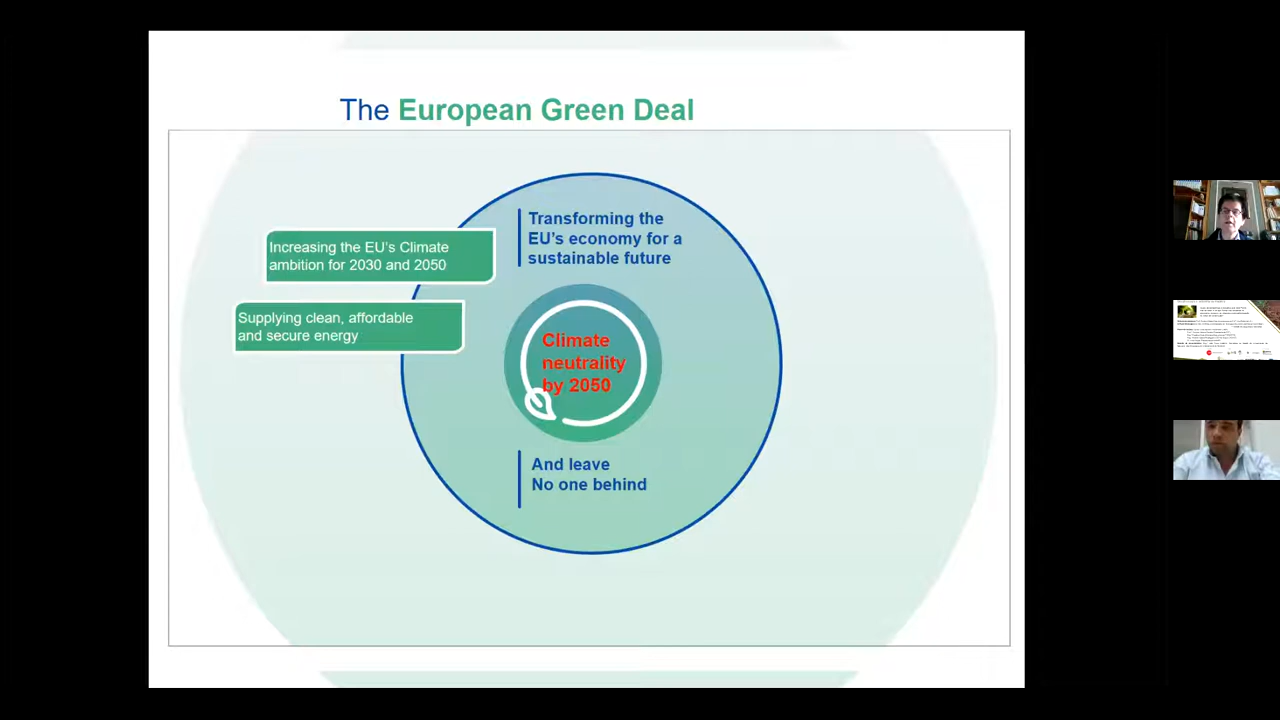 The European Green Deal
Transforming the
EU's economy for a
sustainable future
Increasing the EU's Climate
ambition for 2030 and 2050
Supplying clean, affordable
and secure energy
Climate
neutrality
by 2050
And leave
No one behind